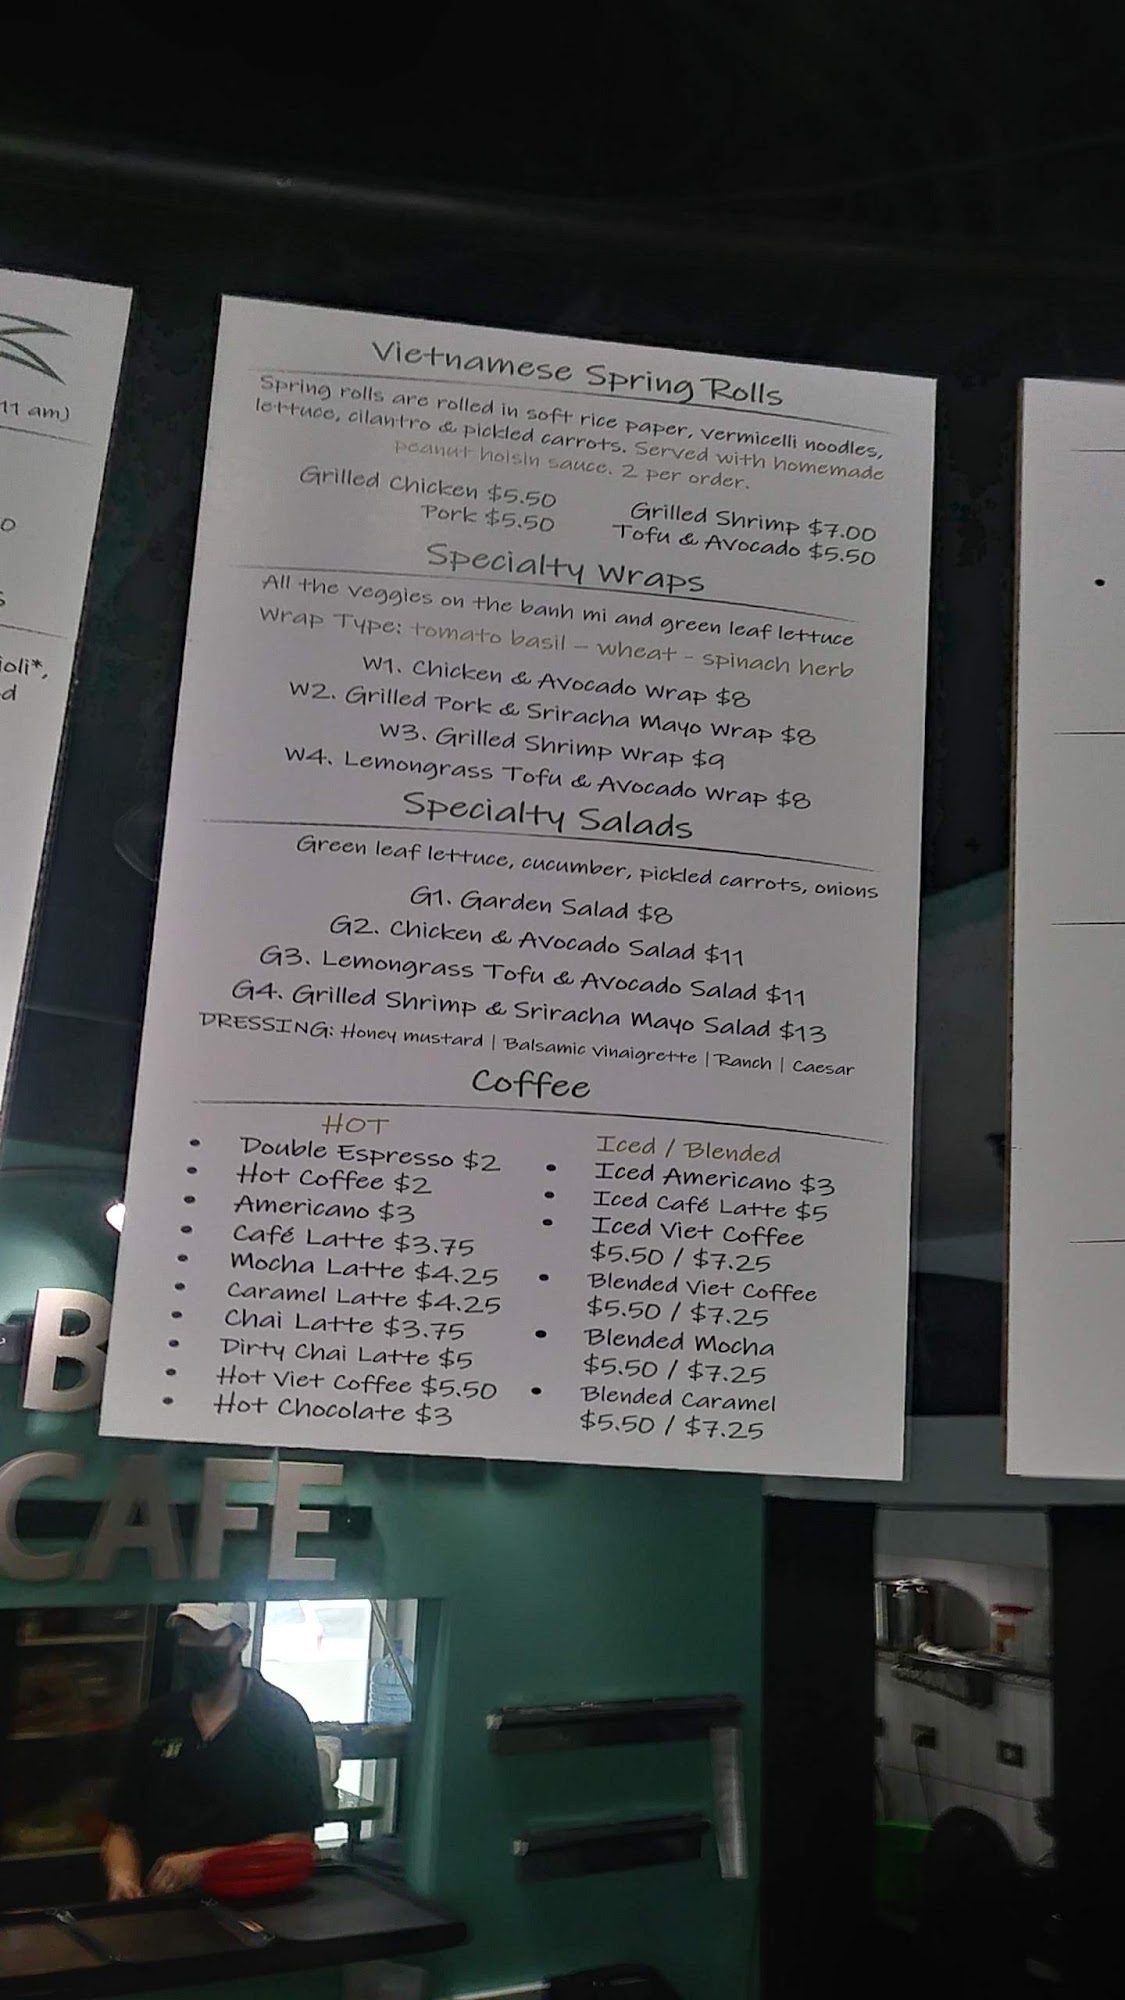 11 am)
ioli*,
Vietnamese Spring Rolls
Spring rolls are rolled in soft rice paper, vermicelli noodles,
lettuce, cilantro & pickled carrots. Served with homemade
peanut hoisin sauce. 2 per order.
Grilled Chicken $5.50
Pork $5.50
Grilled Shrimp $7.00
Tofu & Avocado $5.50
Specialty Wraps
All the veggies on the banh mi and green leaf lettuce
Wrap Type: tomato basil – wheat - spinach herb
W1. Chicken & Avocado Wrap $8
W2. Grilled Pork & Sriracha Mayo Wrap $8
W3. Grilled Shrimp Wrap $9
W4. Lemongrass Tofu & Avocado Wrap $8
Specialty Salads
Green leaf lettuce, cucumber, pickled carrots, onions
G1. Garden Salad $8
G2. Chicken & Avocado Salad $11
G3. Lemongrass Tofu & Avocado Salad $11
G4. Grilled Shrimp & Sriracha Mayo Salad $13
DRESSING: Honey mustard | Balsamic Vinaigrette | Ranch | Caesar
Coffee
HOT
• Double Espresso $2
• Hot Coffee $2
• Americano $3
• Café Latte $3.75
• Mocha Latte $4.25
• Caramel Latte $4.25
• Chai Latte $3.75
• Dirty Chai Latte $5
• Hot Viet Coffee $5.50
• Hot Chocolate $3
Iced / Blended
• Iced Americano $3
• Iced Café Latte $5
• Iced Viet Coffee
$5.50 / $7.25
• Blended Viet Coffee
$5.50 / $7.25
• Blended Mocha
$5.50 / $7.25
• Blended Caramel
$5.50 / $7.25
B
CAFE